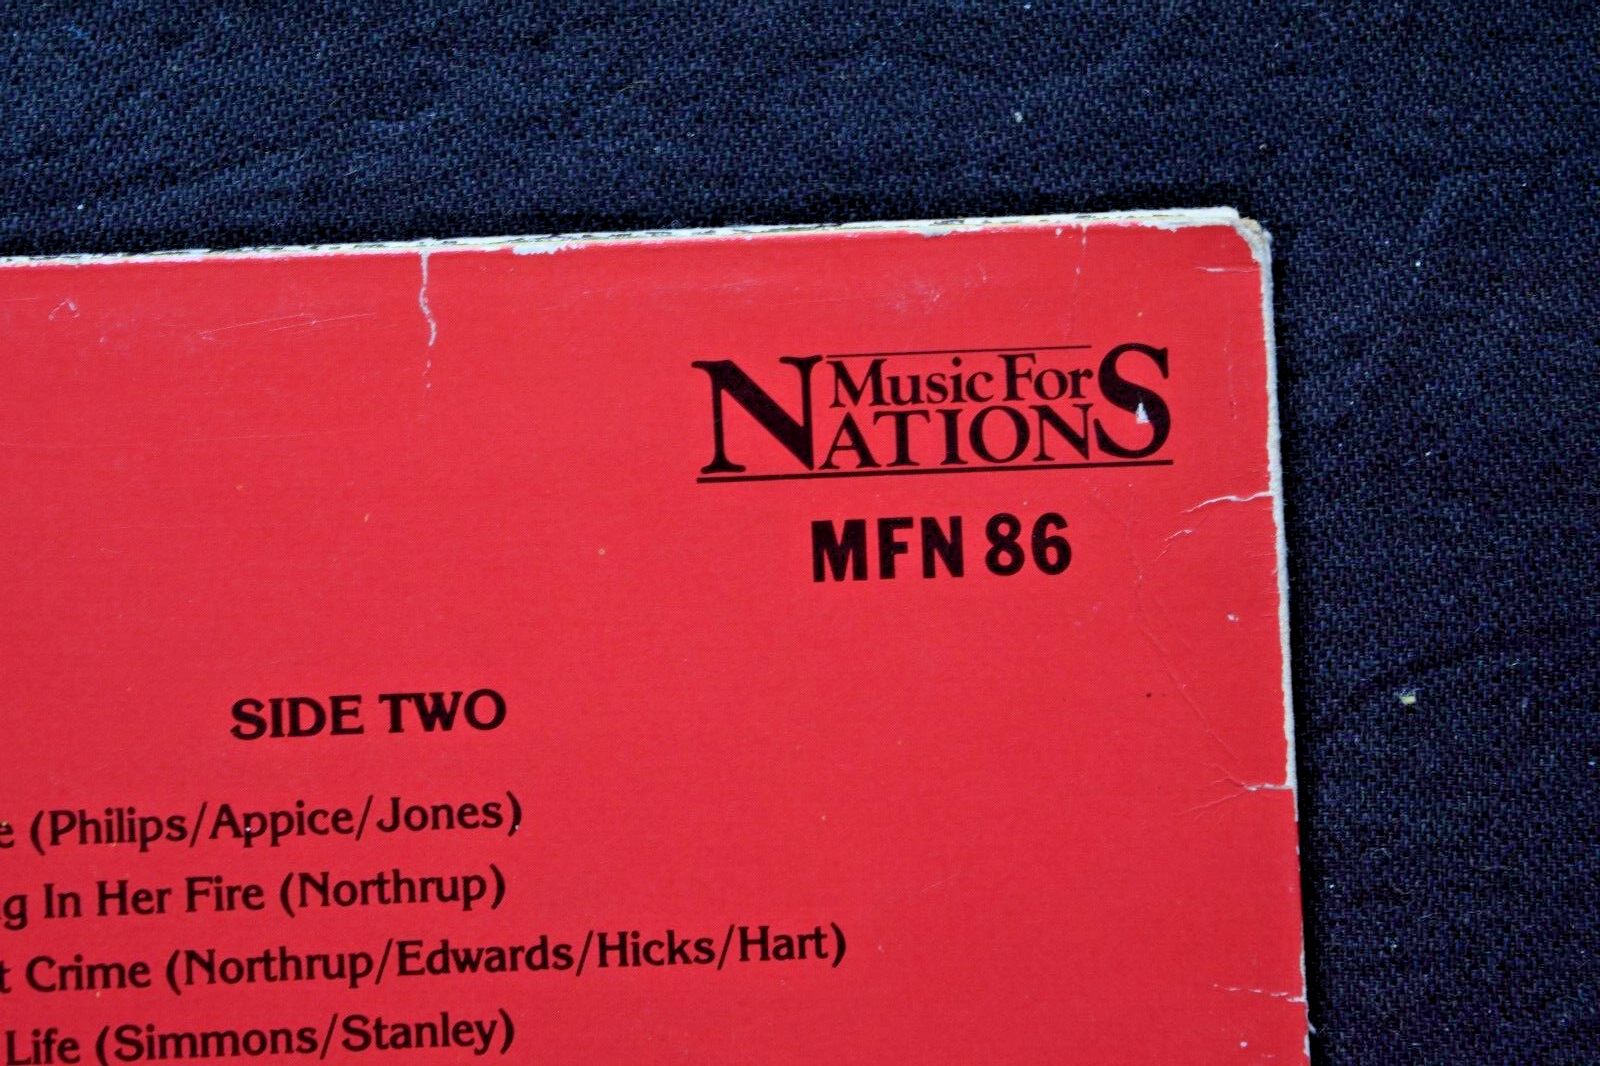 Music For
NATIONS
MFN 86
SIDE TWO
e (Philips/Appice/Jones)
g In Her Fire (Northrup)
t Crime (Northrup/Edwards/Hicks/Hart)
Life (Simmons/Stanley)